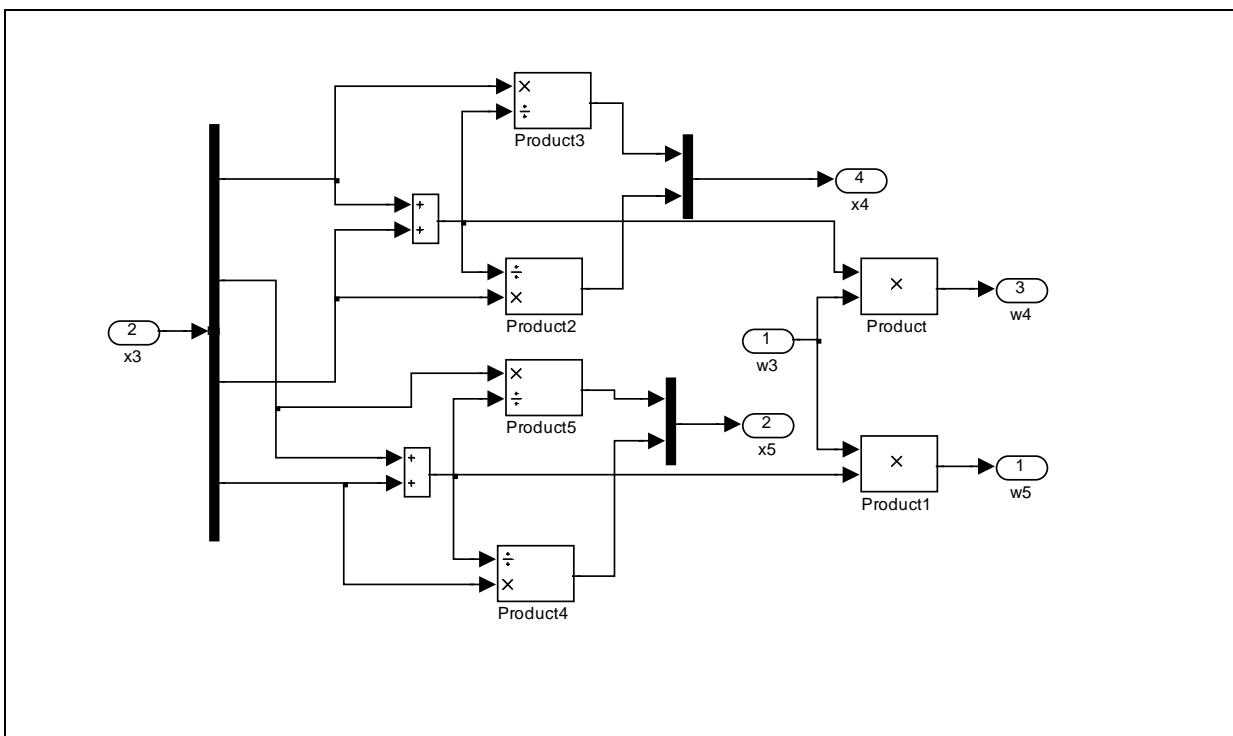 ×
÷
Product3
4
x4
+
+
÷
×
Product2
×
Product
3
w4
2
x3
1
w3
×
÷
Product5
2
x5
+
+
×
Product1
1
w5
÷
×
Product4